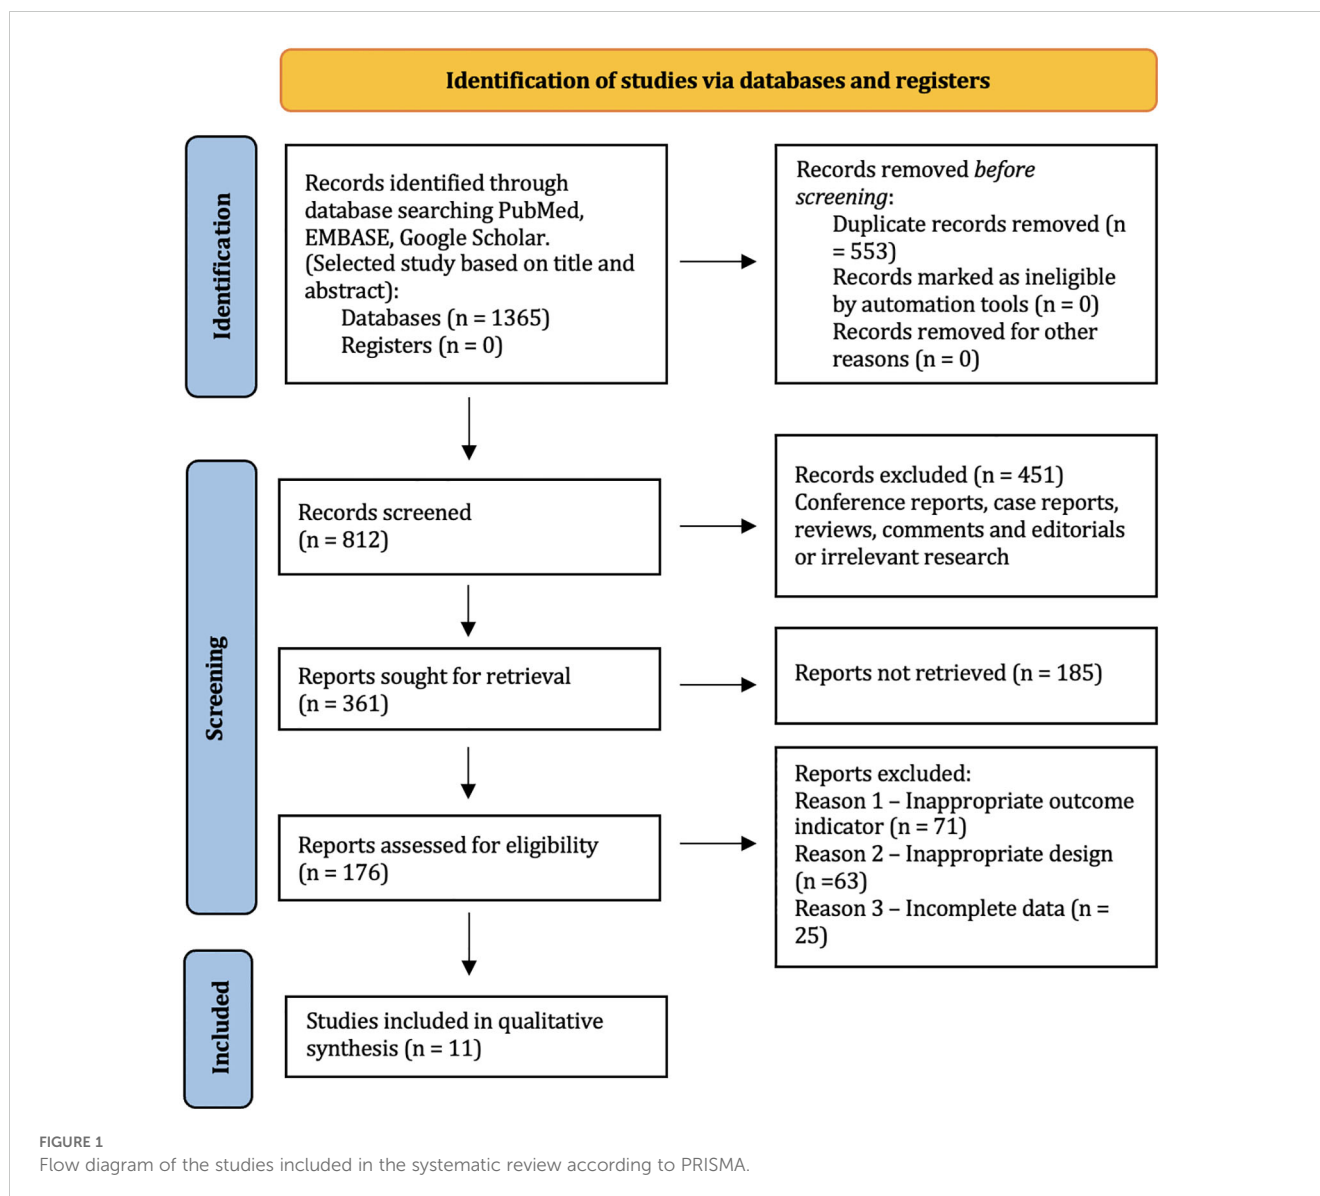 Identification of studies via databases and registers
Identification
Records identified through
database searching PubMed,
EMBASE, Google Scholar.
(Selected study based on title and
abstract):
Databases (n = 1365)
Registers (n = 0)
Records removed before
screening:
Duplicate records removed (n
= 553)
Records marked as ineligible
by automation tools (n = 0)
Records removed for other
reasons (n = 0)
Screening
Records screened
(n = 812)
Records excluded (n = 451)
Conference reports, case reports,
reviews, comments and editorials
or irrelevant research
Reports sought for retrieval
(n = 361)
Reports not retrieved (n = 185)
Reports assessed for eligibility
(n = 176)
Reports excluded:
Reason 1 – Inappropriate outcome
indicator (n = 71)
Reason 2 – Inappropriate design
(n =63)
Reason 3 – Incomplete data (n =
25)
Included
Studies included in qualitative
synthesis (n = 11)
FIGURE 1
Flow diagram of the studies included in the systematic review according to PRISMA.